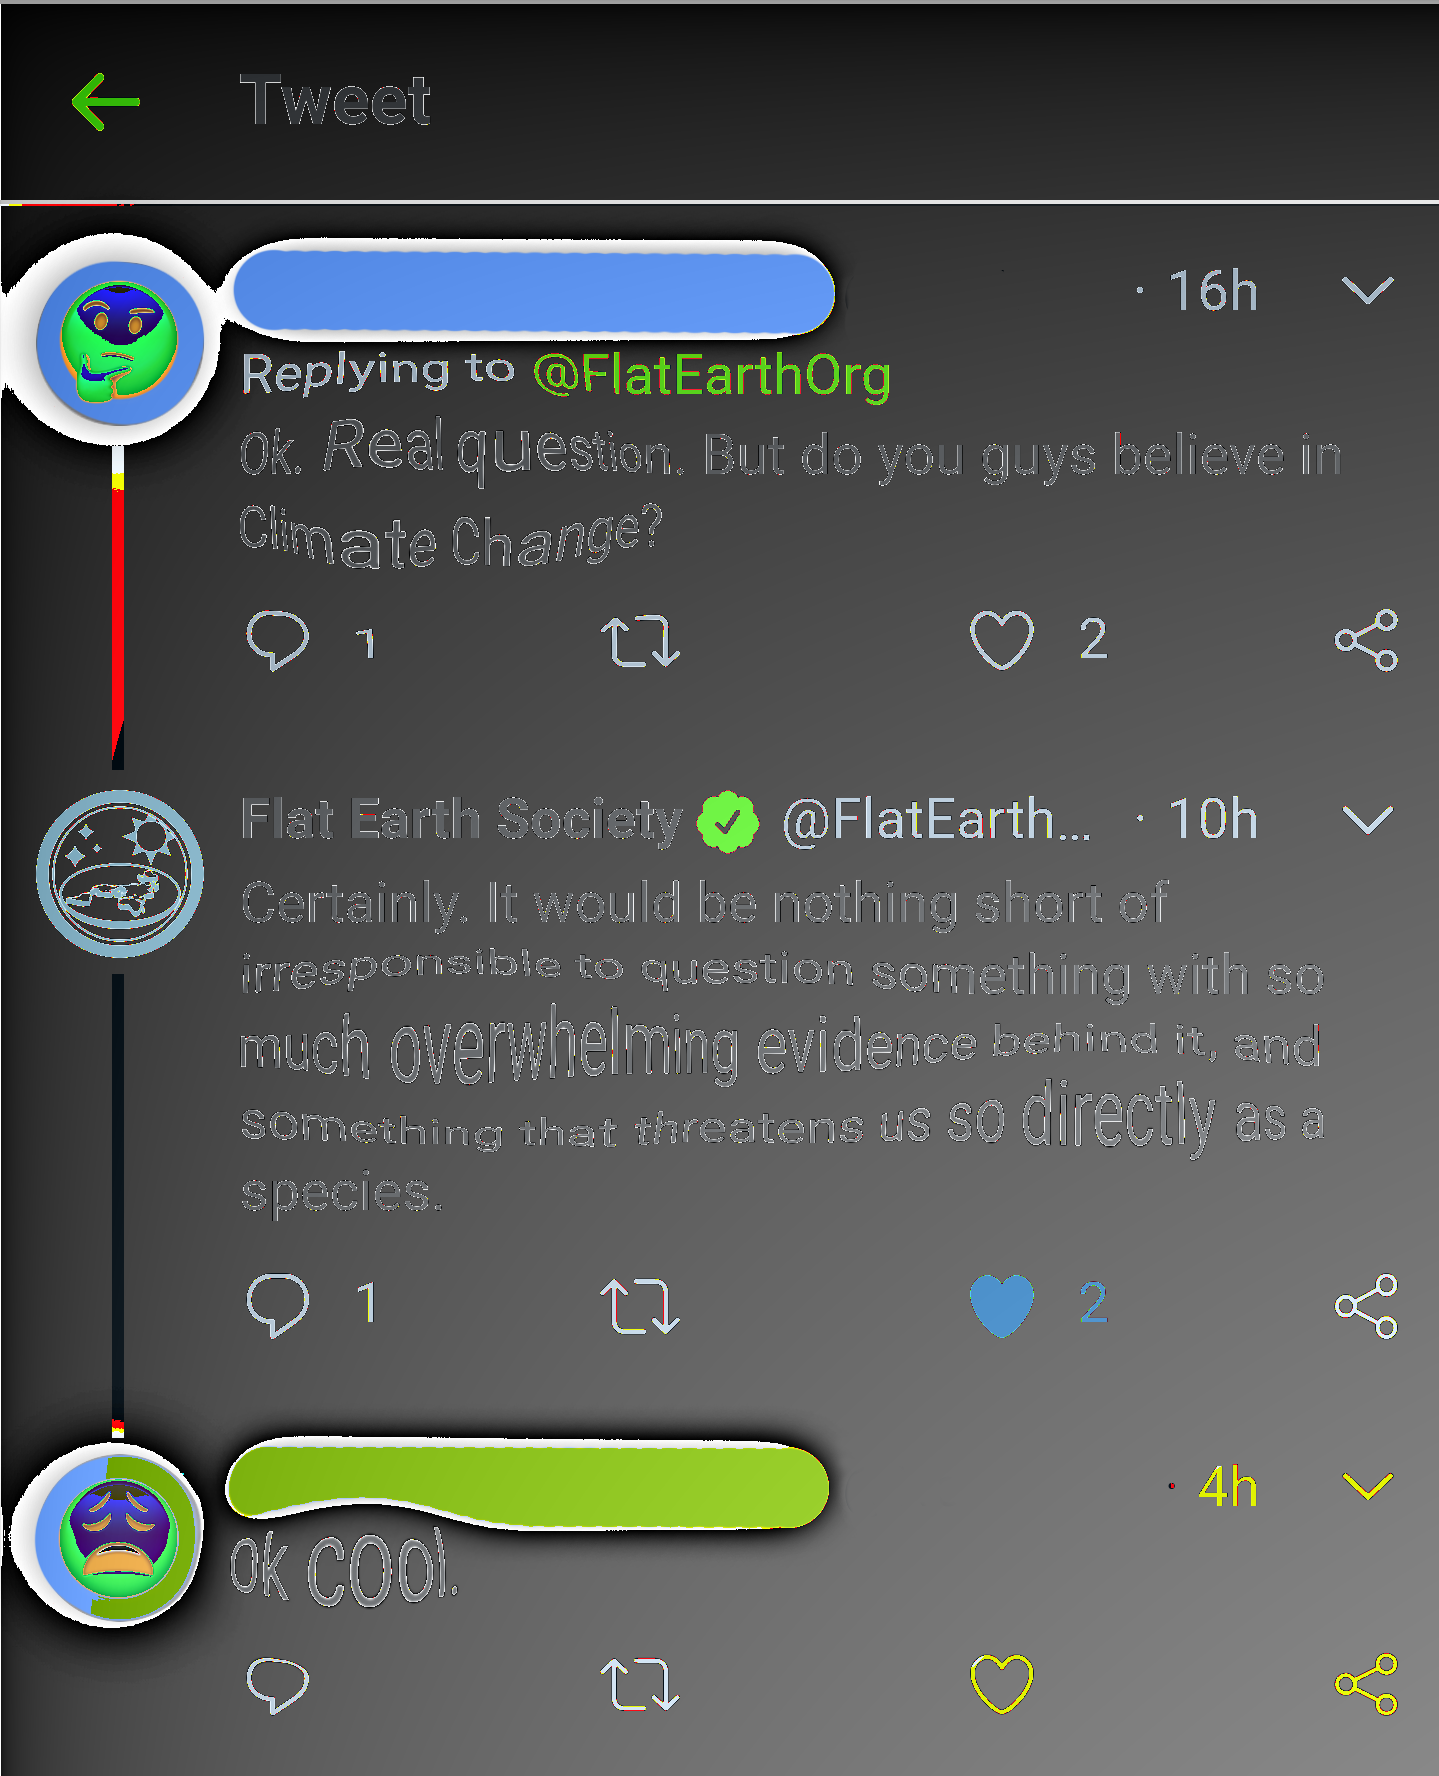 Tweet
· 16h
Replying to @FlatEarthOrg
Ok. Real question. But do you guys believe in
Climate Change?
1 2
Flat Earth Society @FlatEarth... · 10h
Certainly. It would be nothing short of
irresponsible to question something with so
much overwhelming evidence behind it, and
something that threatens us so directly as a
species.
1 2
· 4h
Ok cool.